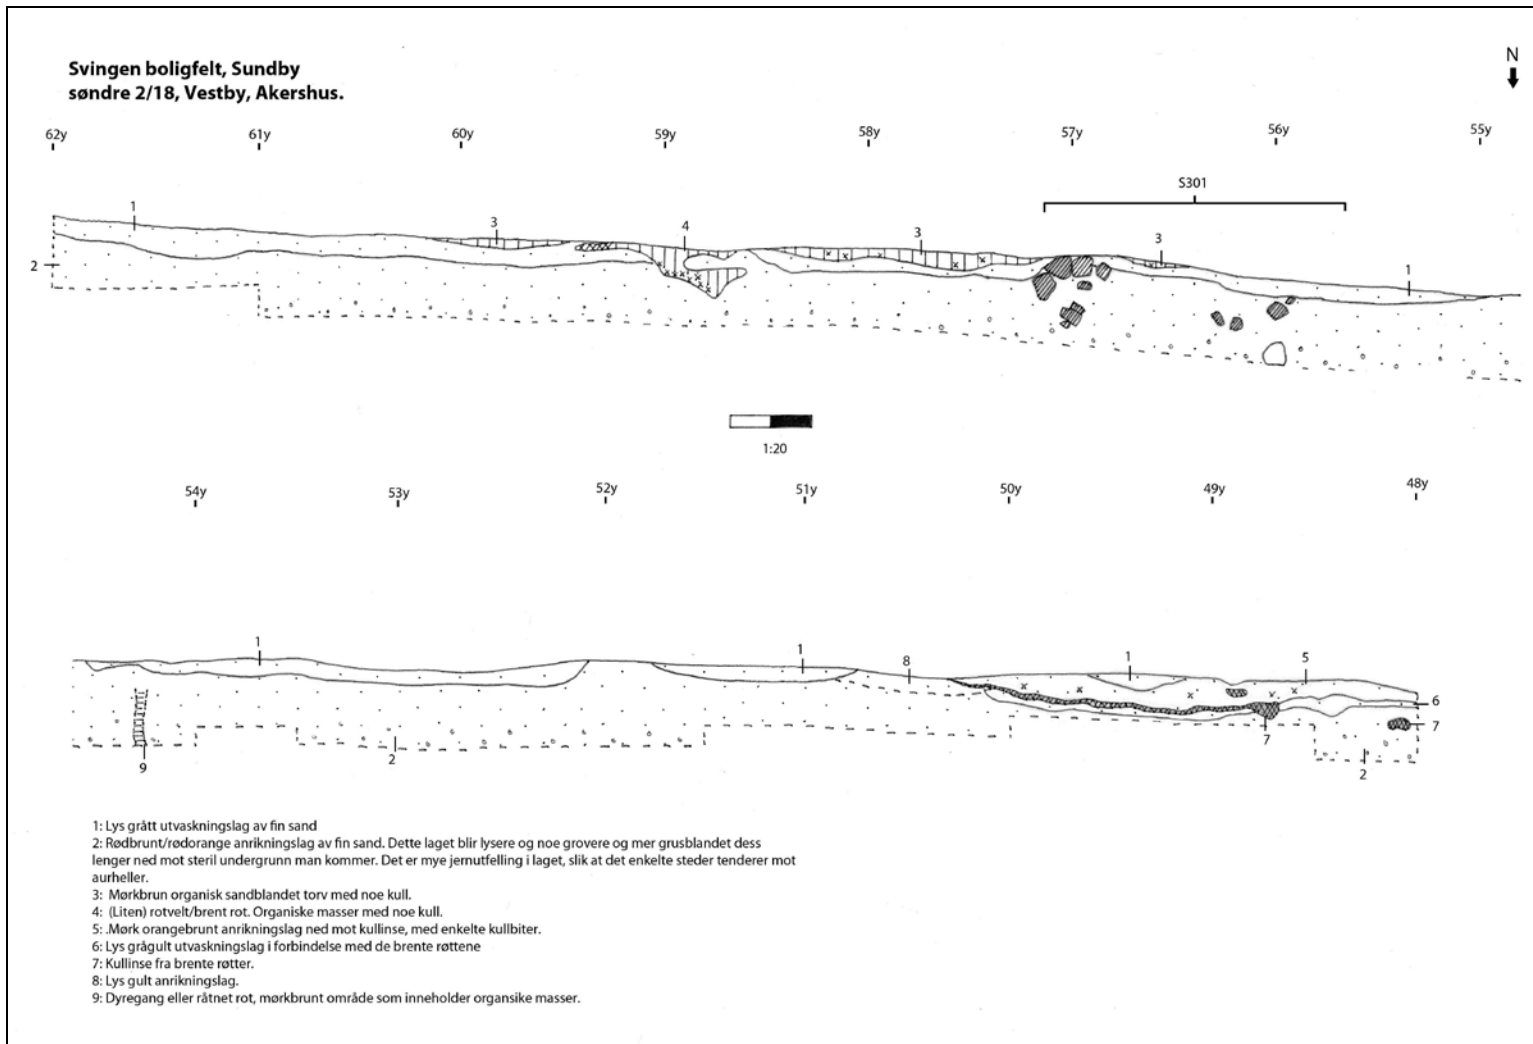 Svingen boligfelt, Sundby
søndre 2/18, Vestby, Akershus.
N
62y 61y 60y 59y 58y 57y 56y 55y
S301
1 3 4 3 3 1
2
1:20
54y 53y 52y 51y 50y 49y 48y
1 1 8 1 5
6
7
9 2 7 2
1: Lys grått utvaskningslag av fin sand
2: Rødbrunt/rødorange anrikningslag av fin sand. Dette laget blir lysere og noe grovere og mer grusblandet dess
lenger ned mot steril undergrunn man kommer. Det er mye jernutfelling i laget, slik at det enkelte steder tenderer mot
aurheller.
3: Mørkbrun organisk sandblandet torv med noe kull.
4: (Liten) rotvelt/brent rot. Organiske masser med noe kull.
5: .Mørk orangebrunt anrikningslag ned mot kullinse, med enkelte kullbiter.
6: Lys grågult utvaskningslag i forbindelse med de brente røttene
7: Kullinse fra brente røtter.
8: Lys gult anrikningslag.
9: Dyregang eller råtnet rot, mørkbrunt område som inneholder organsike masser.